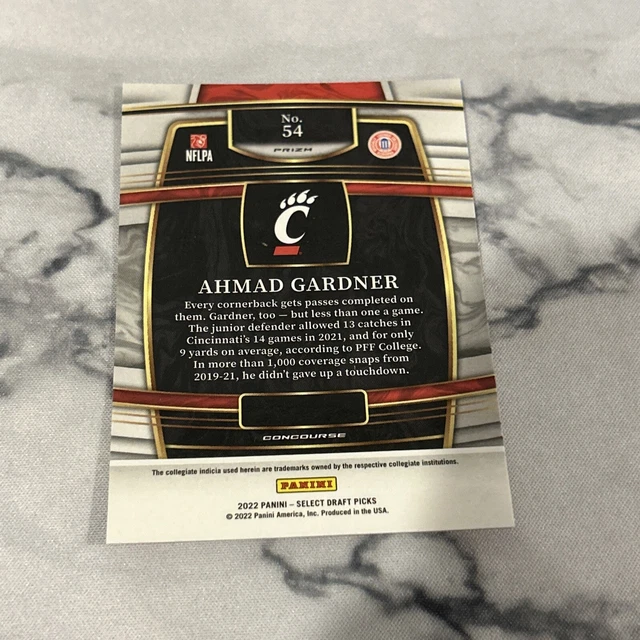 No.
54
PRIZM
NFLPA
C
AHMAD GARDNER
Every cornerback gets passes completed on
them. Gardner, too — but less than one a game.
The junior defender allowed 13 catches in
Cincinnati's 14 games in 2021, and for only
9 yards on average, according to PFF College.
In more than 1,000 coverage snaps from
2019-21, he didn't gave up a touchdown.
CONCOURSE
The collegiate indicia used herein are trademarks owned by the respective collegiate institutions.
PANINI
2022 PANINI – SELECT DRAFT PICKS
© 2022 Panini America, Inc. Produced in the USA.